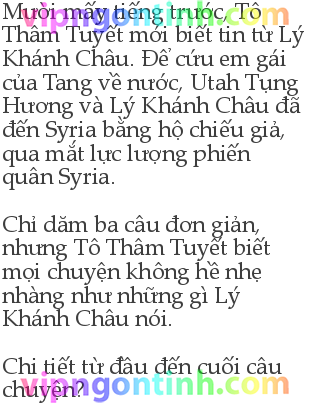 vipngontinh.com
Mười mấy tiếng trước, Tô
Thâm Tuyết mới biết tin từ Lý
Khánh Châu. Để cứu em gái
của Tang về nước, Utah Tụng
Hương và Lý Khánh Châu đã
đến Syria bằng hộ chiếu giả,
qua mắt lực lượng phiến
quân Syria.
Chỉ dăm ba câu đơn giản,
nhưng Tô Thâm Tuyết biết
mọi chuyện không hề nhẹ
nhàng như những gì Lý
Khánh Châu nói.
Chi tiết từ đầu đến cuối câu
chuyện?
vipngontinh.com